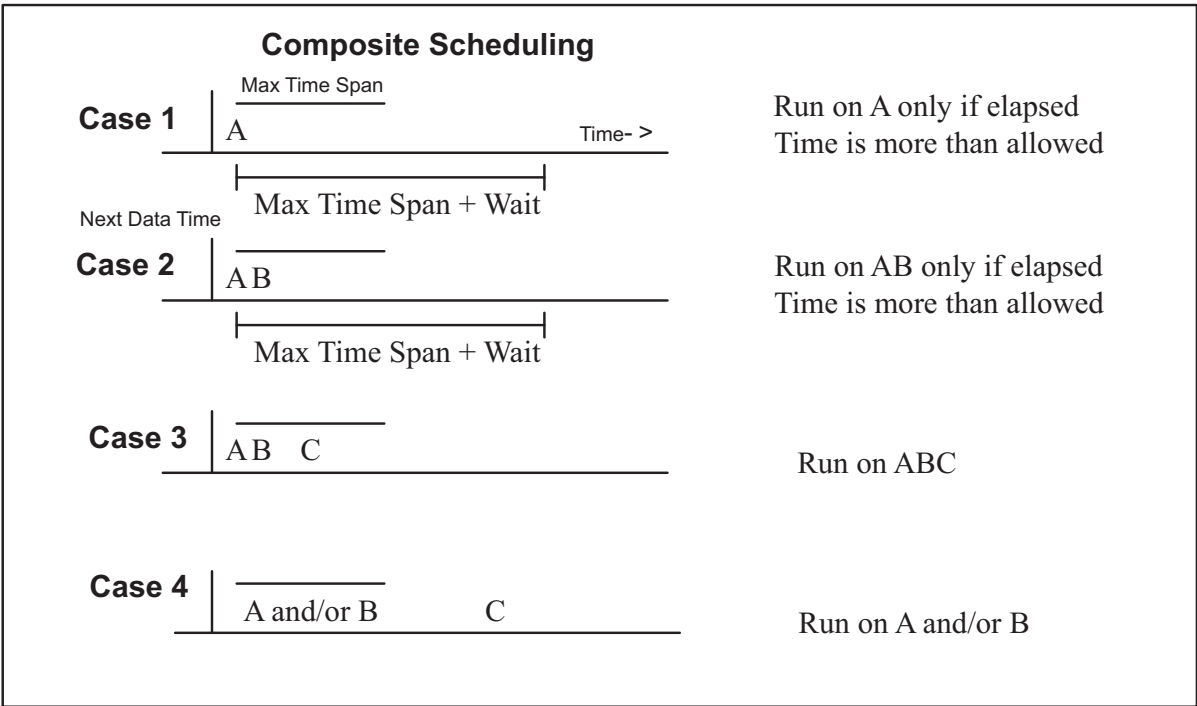 Composite Scheduling
Max Time Span
Case 1
A
Time- >
Run on A only if elapsed
Time is more than allowed
Max Time Span + Wait
Next Data Time
Case 2
A B
Run on AB only if elapsed
Time is more than allowed
Max Time Span + Wait
Case 3
A B C
Run on ABC
Case 4
A and/or B C
Run on A and/or B